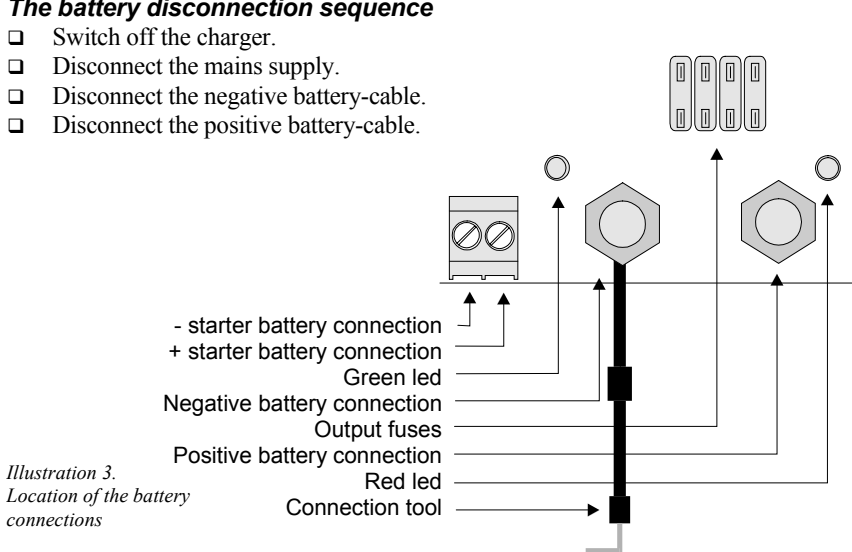 The battery disconnection sequence
❑ Switch off the charger.
❑ Disconnect the mains supply.
❑ Disconnect the negative battery-cable.
❑ Disconnect the positive battery-cable.
- starter battery connection
+ starter battery connection
Green led
Negative battery connection
Output fuses
Positive battery connection
Red led
Connection tool
Illustration 3.
Location of the battery
connections